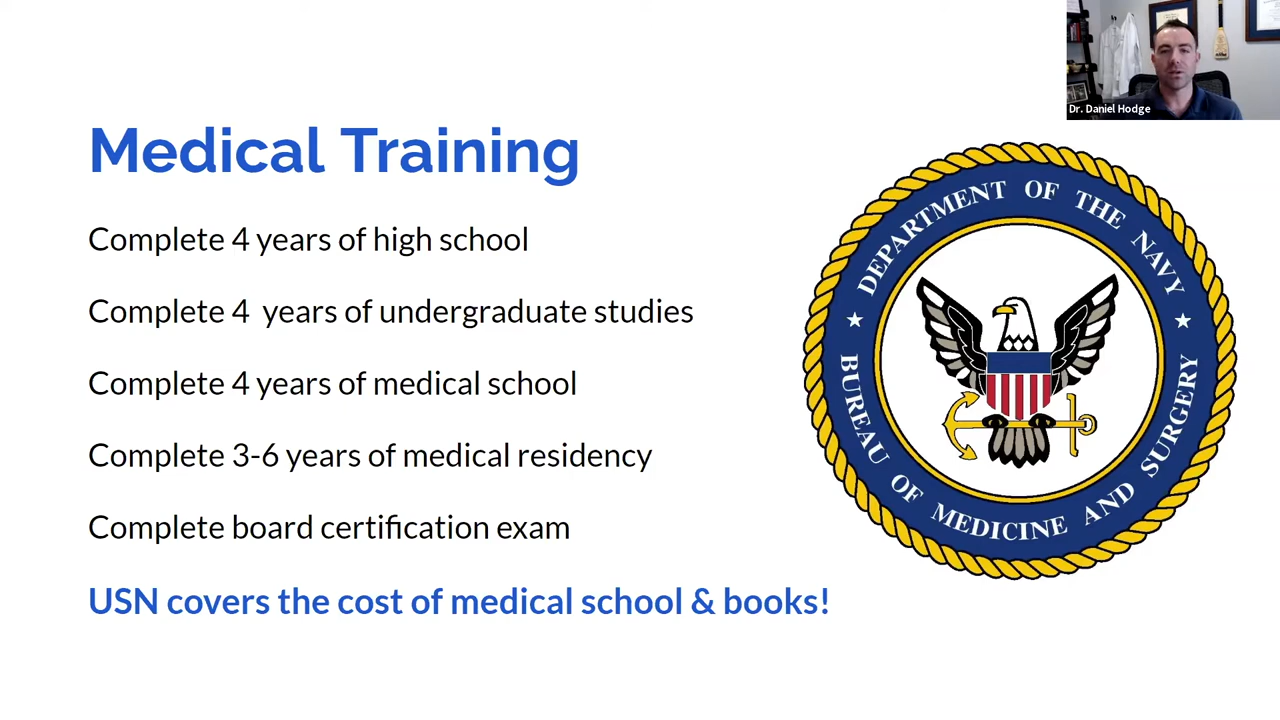 Medical Training
Complete 4 years of high school
Complete 4  years of undergraduate studies
Complete 4 years of medical school
Complete 3-6 years of medical residency
Complete board certification exam
USN covers the cost of medical school & books!
Dr. Daniel Hodge
DEPARTMENT OF THE NAVY
BUREAU OF MEDICINE AND SURGERY